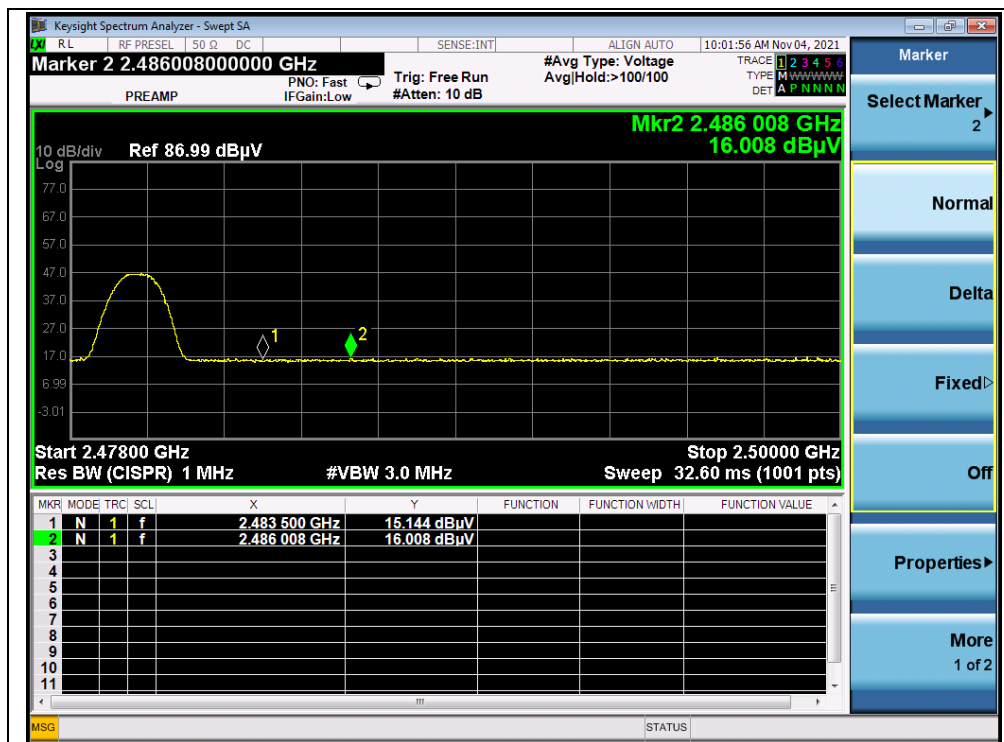 Keysight Spectrum Analyzer - Swept SA
LXI RL RF PRESEL 50 Ω DC SENSE:INT ALIGN AUTO 10:01:56 AM Nov 04, 2021
Marker 2 2.486008000000 GHz
PREAMP
PNO: Fast
IFGain:Low
Trig: Free Run
#Atten: 10 dB
#Avg Type: Voltage
Avg|Hold:>100/100
TRACE 1 2 3 4 5 6
TYPE M WWWWW
DET A P N N N N
Mkr2 2.486 008 GHz
16.008 dBµV
10 dB/div Ref 86.99 dBµV
Log
77.0
67.0
57.0
47.0
37.0
27.0
17.0
6.99
-3.01
1
2
Start 2.47800 GHz Stop 2.50000 GHz
Res BW (CISPR) 1 MHz #VBW 3.0 MHz Sweep 32.60 ms (1001 pts)
MKR MODE TRC SCL X Y FUNCTION FUNCTION WIDTH FUNCTION VALUE
1 N 1 f 2.483 500 GHz 15.144 dBµV
2 N 1 f 2.486 008 GHz 16.008 dBµV
3
4
5
6
7
8
9
10
11
MSG STATUS
Marker
Select Marker
2
Normal
Delta
Fixed
Off
Properties
More
1 of 2